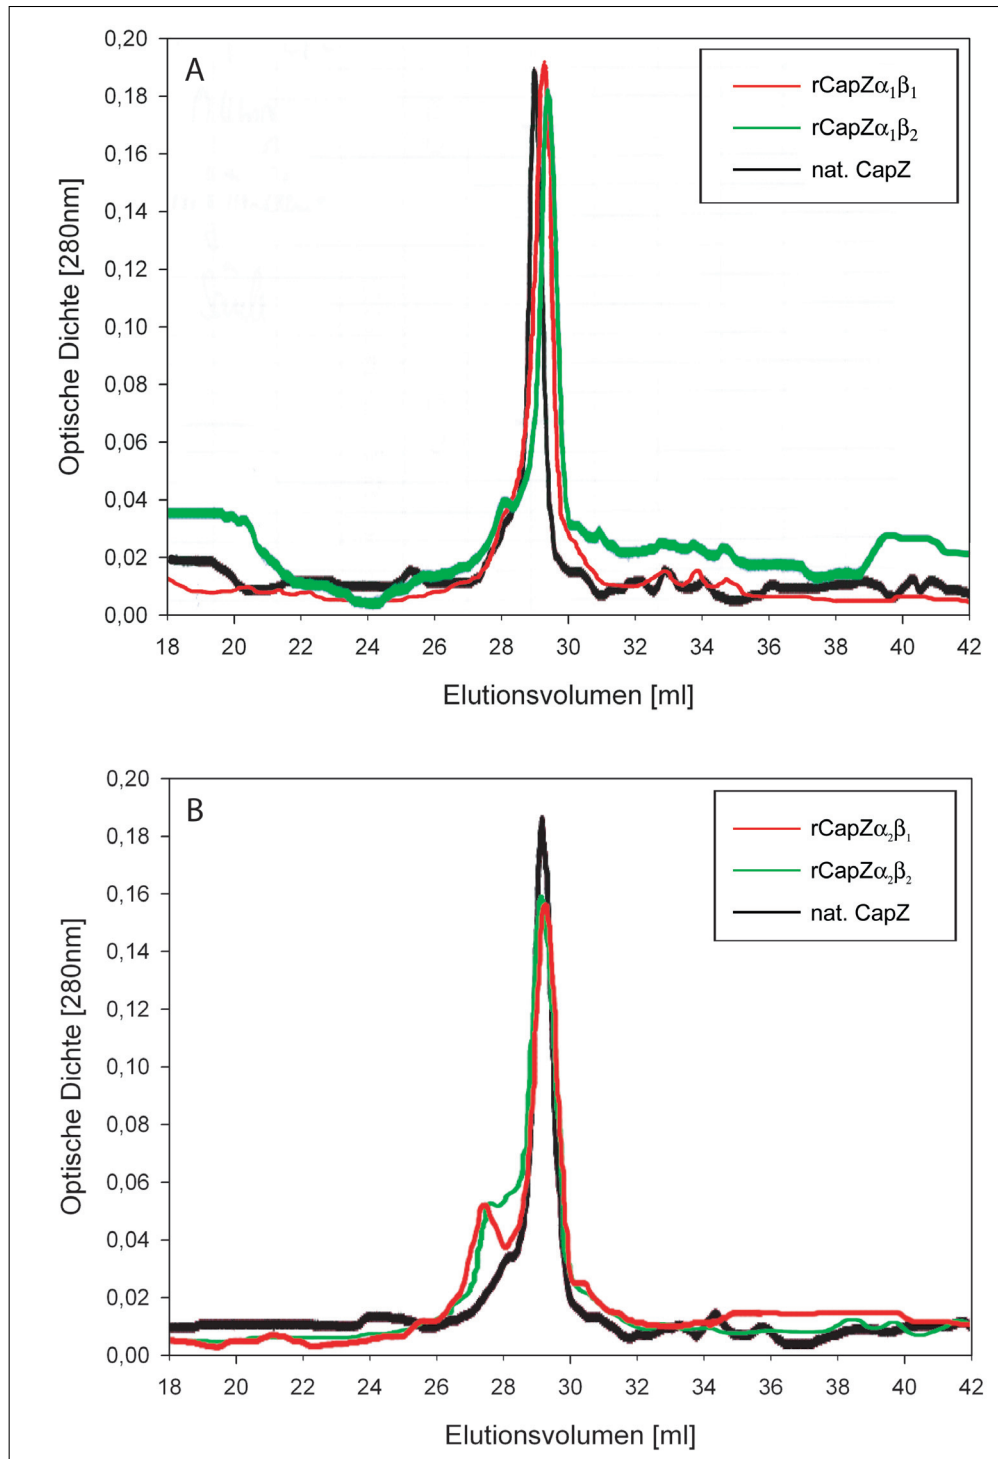 A
0,20
0,18
0,16
0,14
0,12
0,10
0,08
0,06
0,04
0,02
0,00
Optische Dichte [280nm]
rCapZα₁β₁
rCapZα₁β₂
nat. CapZ
18 20 22 24 26 28 30 32 34 36 38 40 42
Elutionsvolumen [ml]
B
0,20
0,18
0,16
0,14
0,12
0,10
0,08
0,06
0,04
0,02
0,00
Optische Dichte [280nm]
rCapZα₂β₁
rCapZα₂β₂
nat. CapZ
18 20 22 24 26 28 30 32 34 36 38 40 42
Elutionsvolumen [ml]